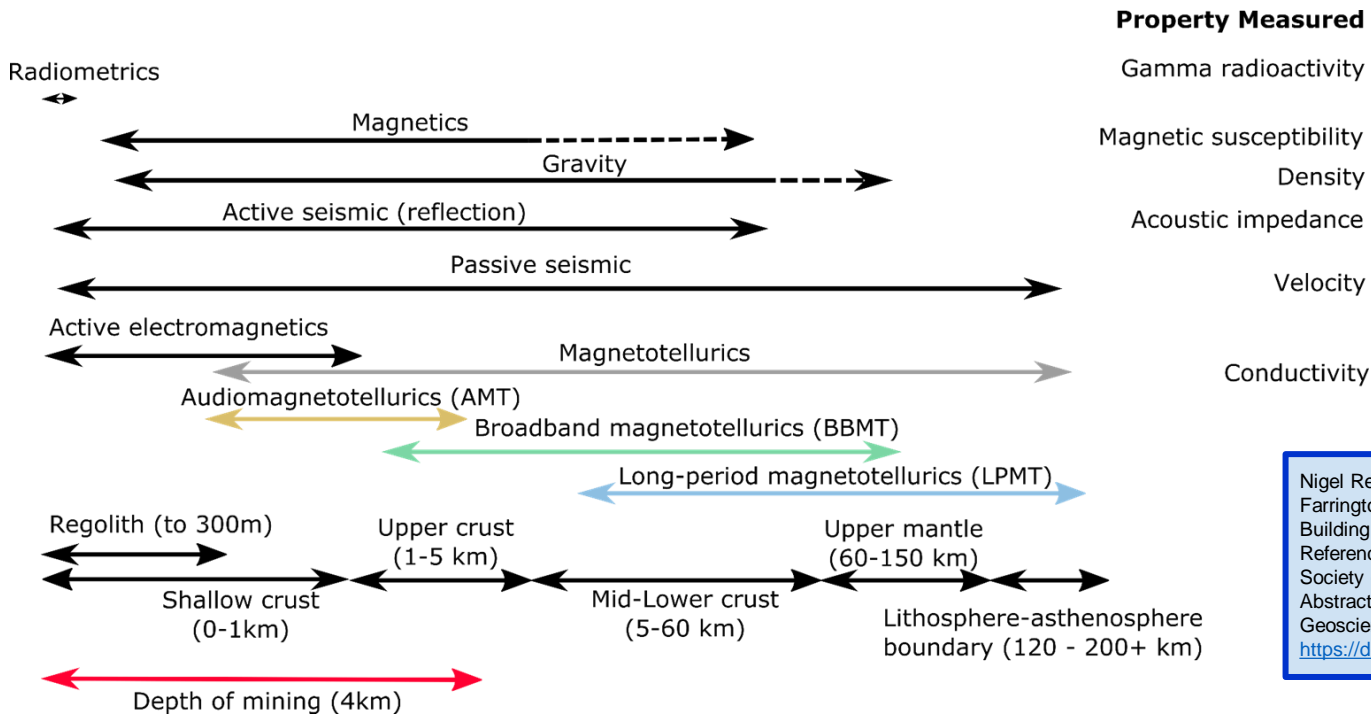 Property Measured
Radiometrics
Gamma radioactivity
Magnetics
Magnetic susceptibility
Gravity
Density
Active seismic (reflection)
Acoustic impedance
Passive seismic
Velocity
Active electromagnetics
Magnetotellurics
Conductivity
Audiomagnetotellurics (AMT)
Broadband magnetotellurics (BBMT)
Long-period magnetotellurics (LPMT)
Regolith (to 300m)
Upper crust
(1-5 km)
Upper mantle
(60-150 km)
Shallow crust
(0-1km)
Mid-Lower crust
(5-60 km)
Lithosphere-asthenosphere
boundary (120 - 200+ km)
Depth of mining (4km)
Nigel
Building
Society
https://d